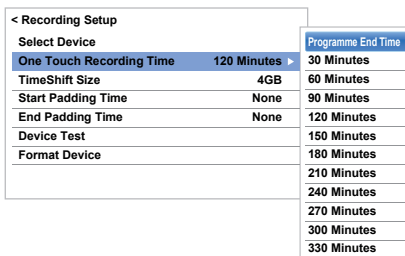 < Recording Setup
Select Device
One Touch Recording Time 120 Minutes
TimeShift Size 4GB
Start Padding Time None
End Padding Time None
Device Test
Format Device
Programme End Time
30 Minutes
60 Minutes
90 Minutes
120 Minutes
150 Minutes
180 Minutes
210 Minutes
240 Minutes
270 Minutes
300 Minutes
330 Minutes